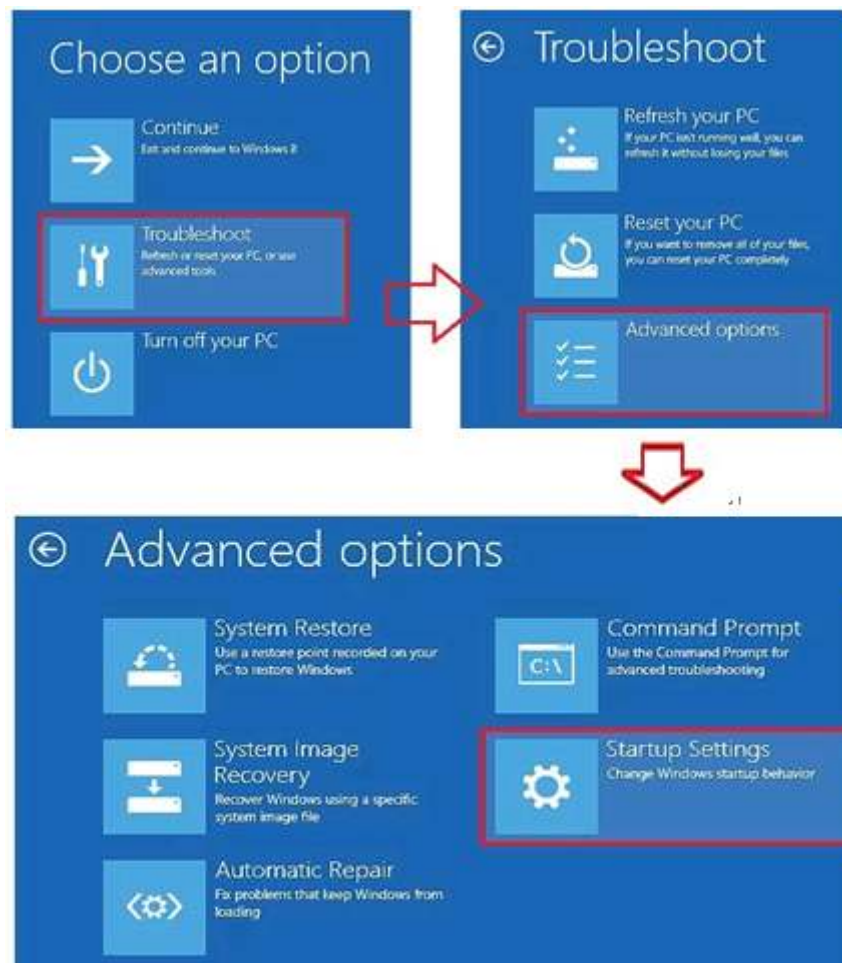 Choose an option
Continue
Exit and continue to Windows 8
Troubleshoot
Refresh or reset your PC, or use
advanced tools
Turn off your PC
Troubleshoot
Refresh your PC
If your PC isn't running well, you can
refresh it without losing your files
Reset your PC
If you want to remove all of your files,
you can reset your PC completely
Advanced options
Advanced options
System Restore
Use a restore point recorded on your
PC to restore Windows
System Image
Recovery
Recover Windows using a specific
system image file
Automatic Repair
Fix problems that keep Windows from
loading
Command Prompt
Use the Command Prompt for
advanced troubleshooting
C:\
Startup Settings
Change Windows startup behavior